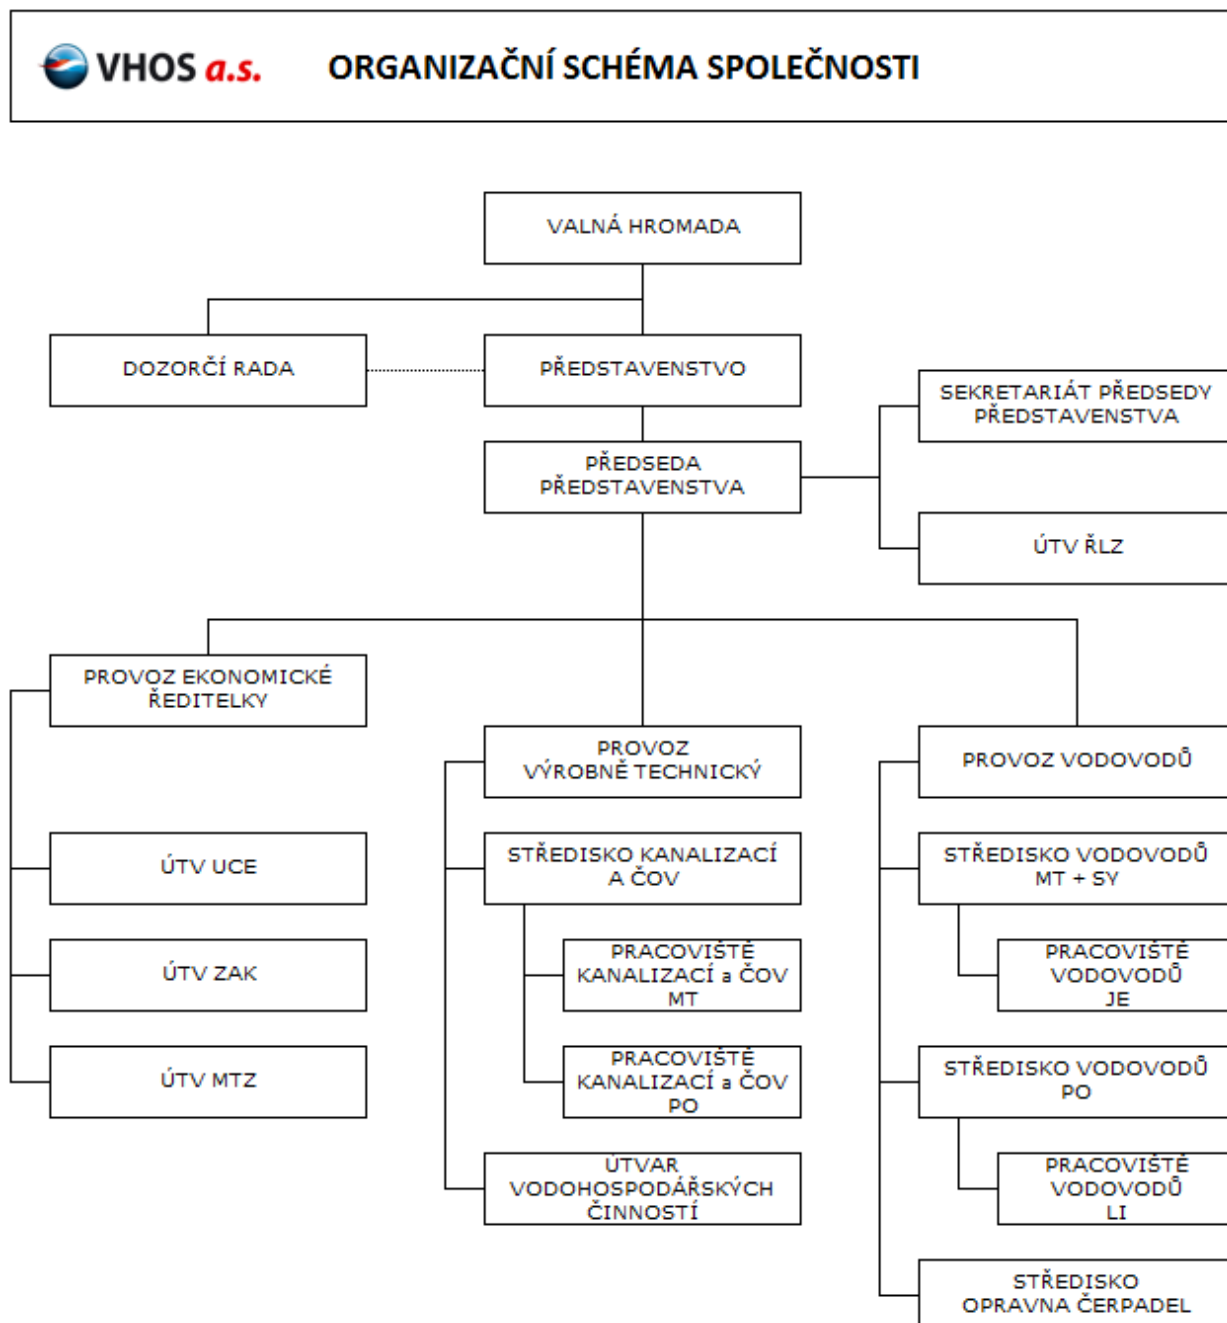 VHOS a.s.
ORGANIZAČNÍ SCHÉMA SPOLEČNOSTI
VALNÁ HROMADA
DOZORČÍ RADA
PŘEDSTAVENSTVO
SEKRETARIÁT PŘEDSEDY
PŘEDSTAVENSTVA
PŘEDSEDA
PŘEDSTAVENSTVA
ÚTV ŘLZ
PROVOZ EKONOMICKÉ
ŘEDITELKY
PROVOZ
VÝROBNĚ TECHNICKÝ
PROVOZ VODOVODŮ
ÚTV UCE
STŘEDISKO KANALIZACÍ
A ČOV
STŘEDISKO VODOVODŮ
MT + SY
ÚTV ZAK
PRACOVIŠTĚ
KANALIZACÍ a ČOV
MT
PRACOVIŠTĚ
VODOVODŮ
JE
ÚTV MTZ
PRACOVIŠTĚ
KANALIZACÍ a ČOV
PO
STŘEDISKO VODOVODŮ
PO
ÚTVAR
VODOHOSPODÁŘSKÝCH
ČINNOSTÍ
PRACOVIŠTĚ
VODOVODŮ
LI
STŘEDISKO
OPRAVNA ČERPADEL